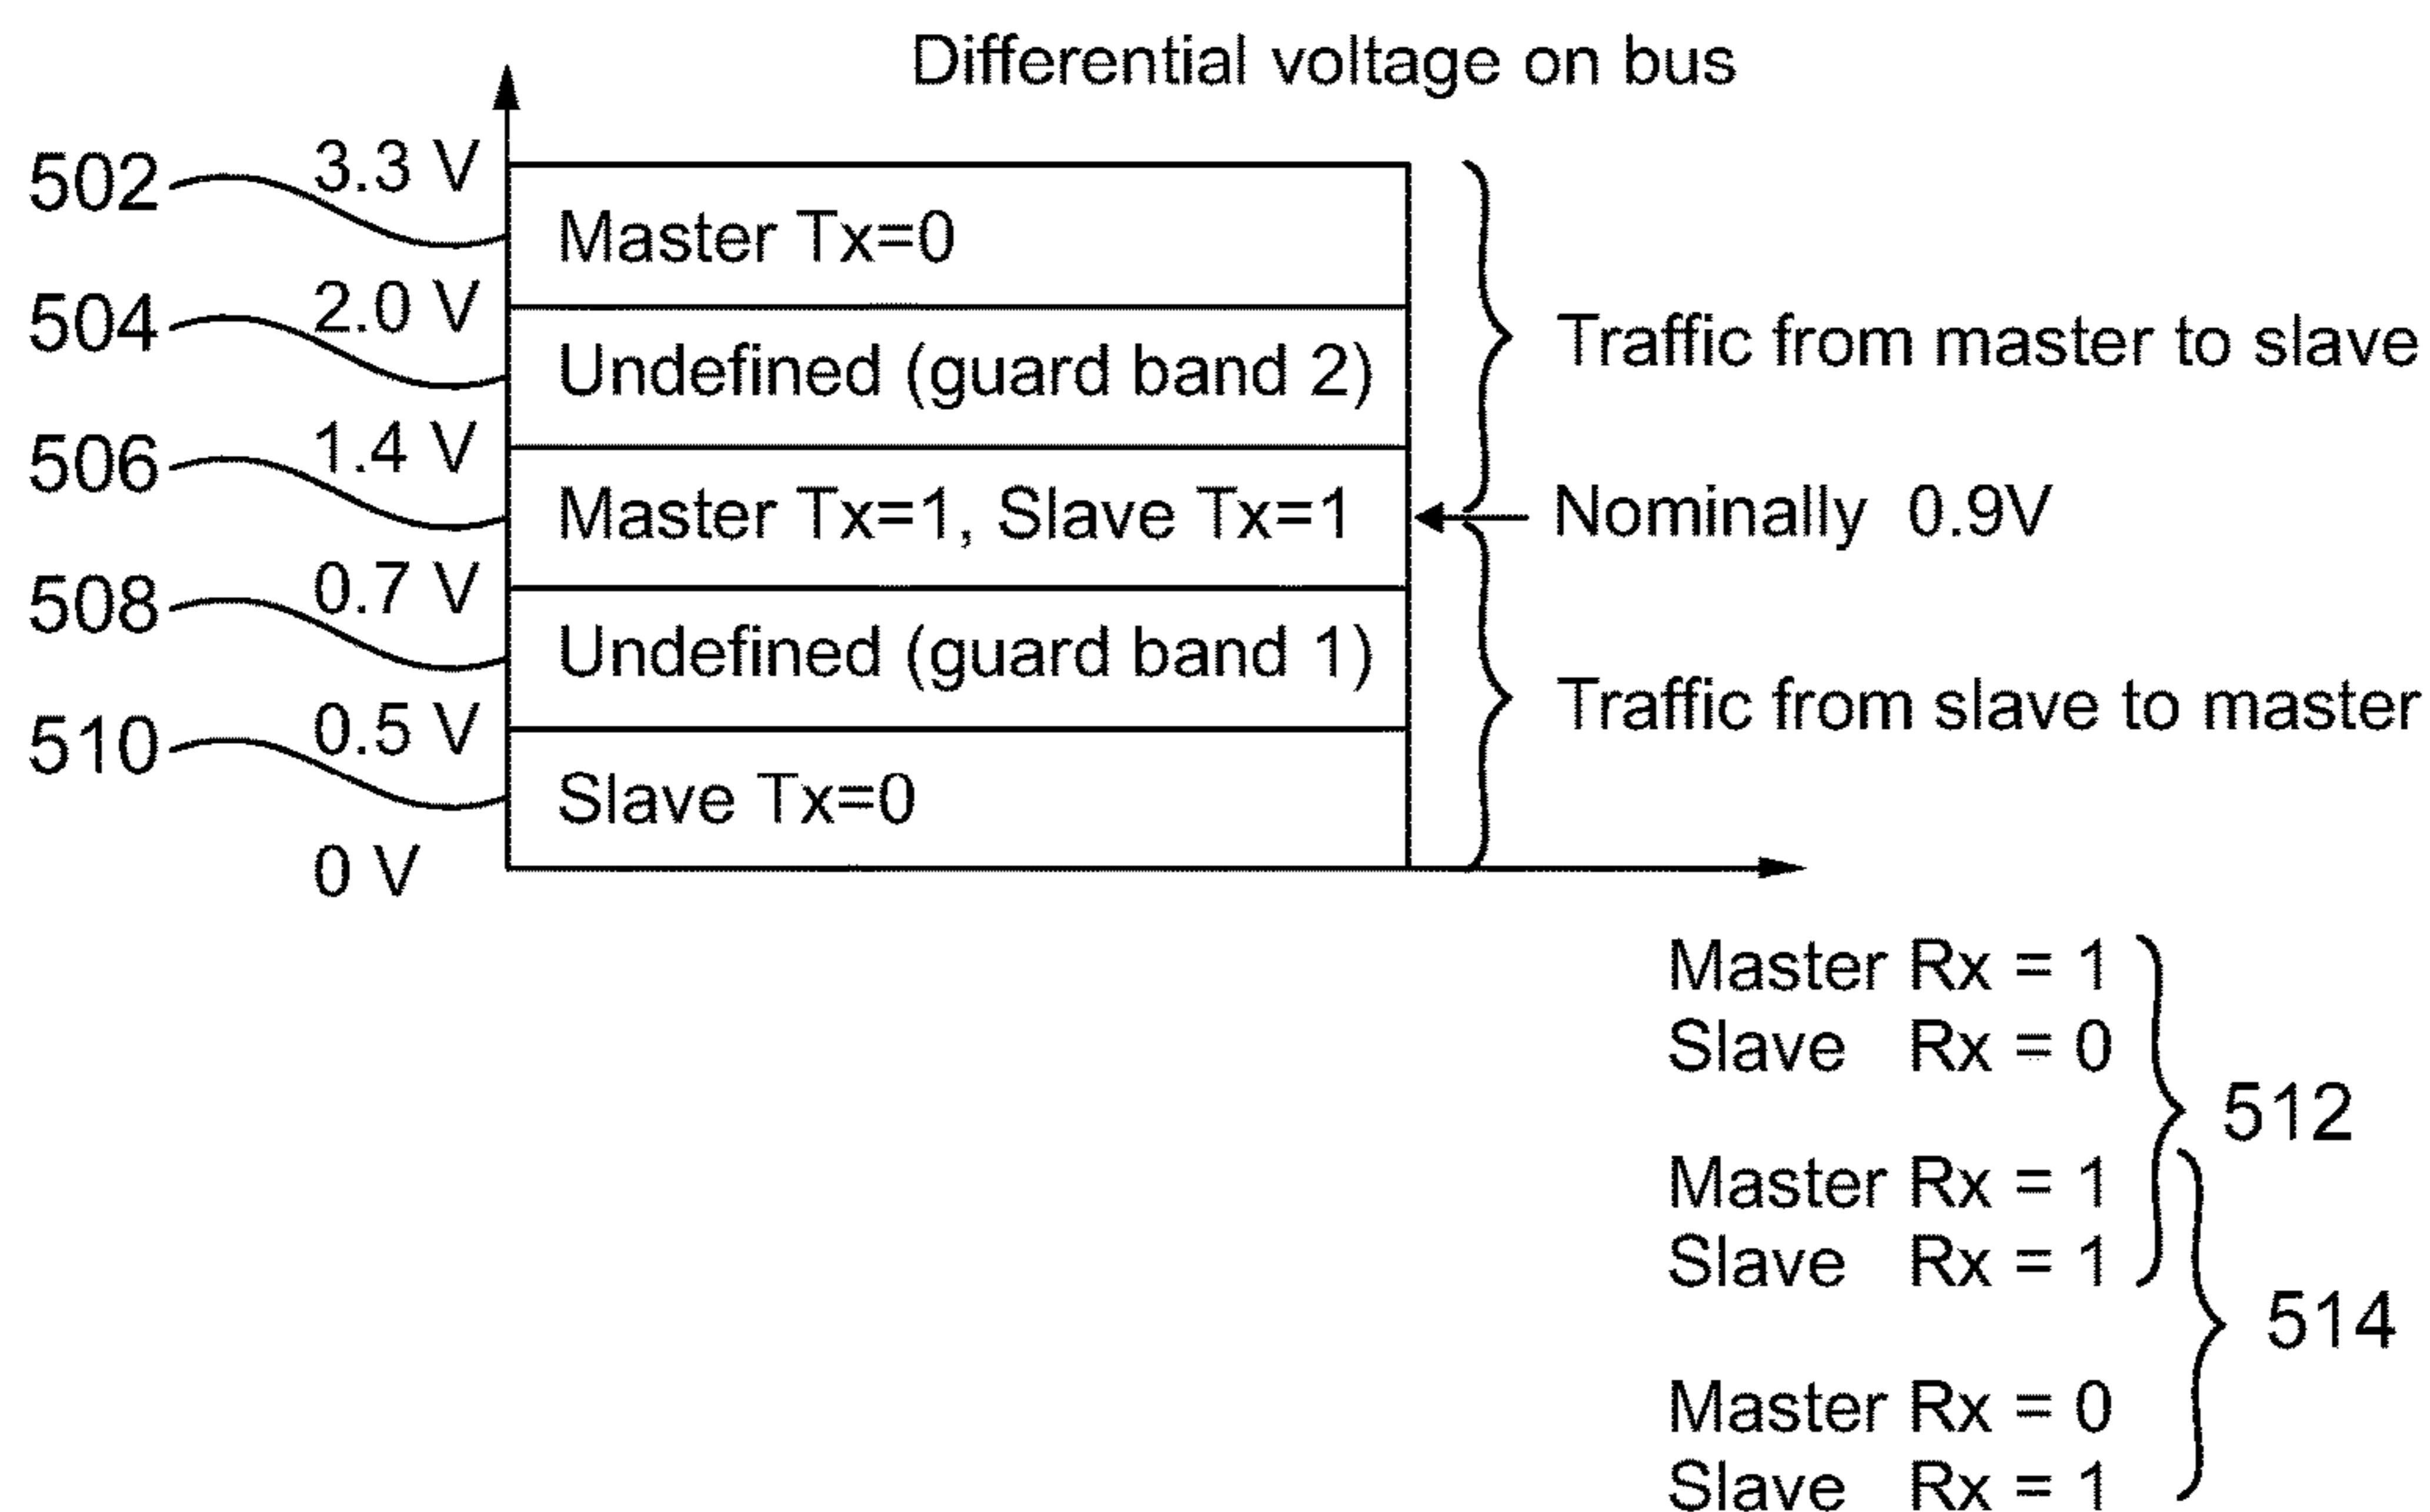 Differential voltage on bus
502 3.3 V
Master Tx=0
504 2.0 V
Undefined (guard band 2)
Traffic from master to slave
506 1.4 V
Master Tx=1, Slave Tx=1
Nominally 0.9V
508 0.7 V
Undefined (guard band 1)
Traffic from slave to master
510 0.5 V
Slave Tx=0
0 V
Master Rx = 1
Slave Rx = 0
512
Master Rx = 1
Slave Rx = 1
514
Master Rx = 0
Slave Rx = 1